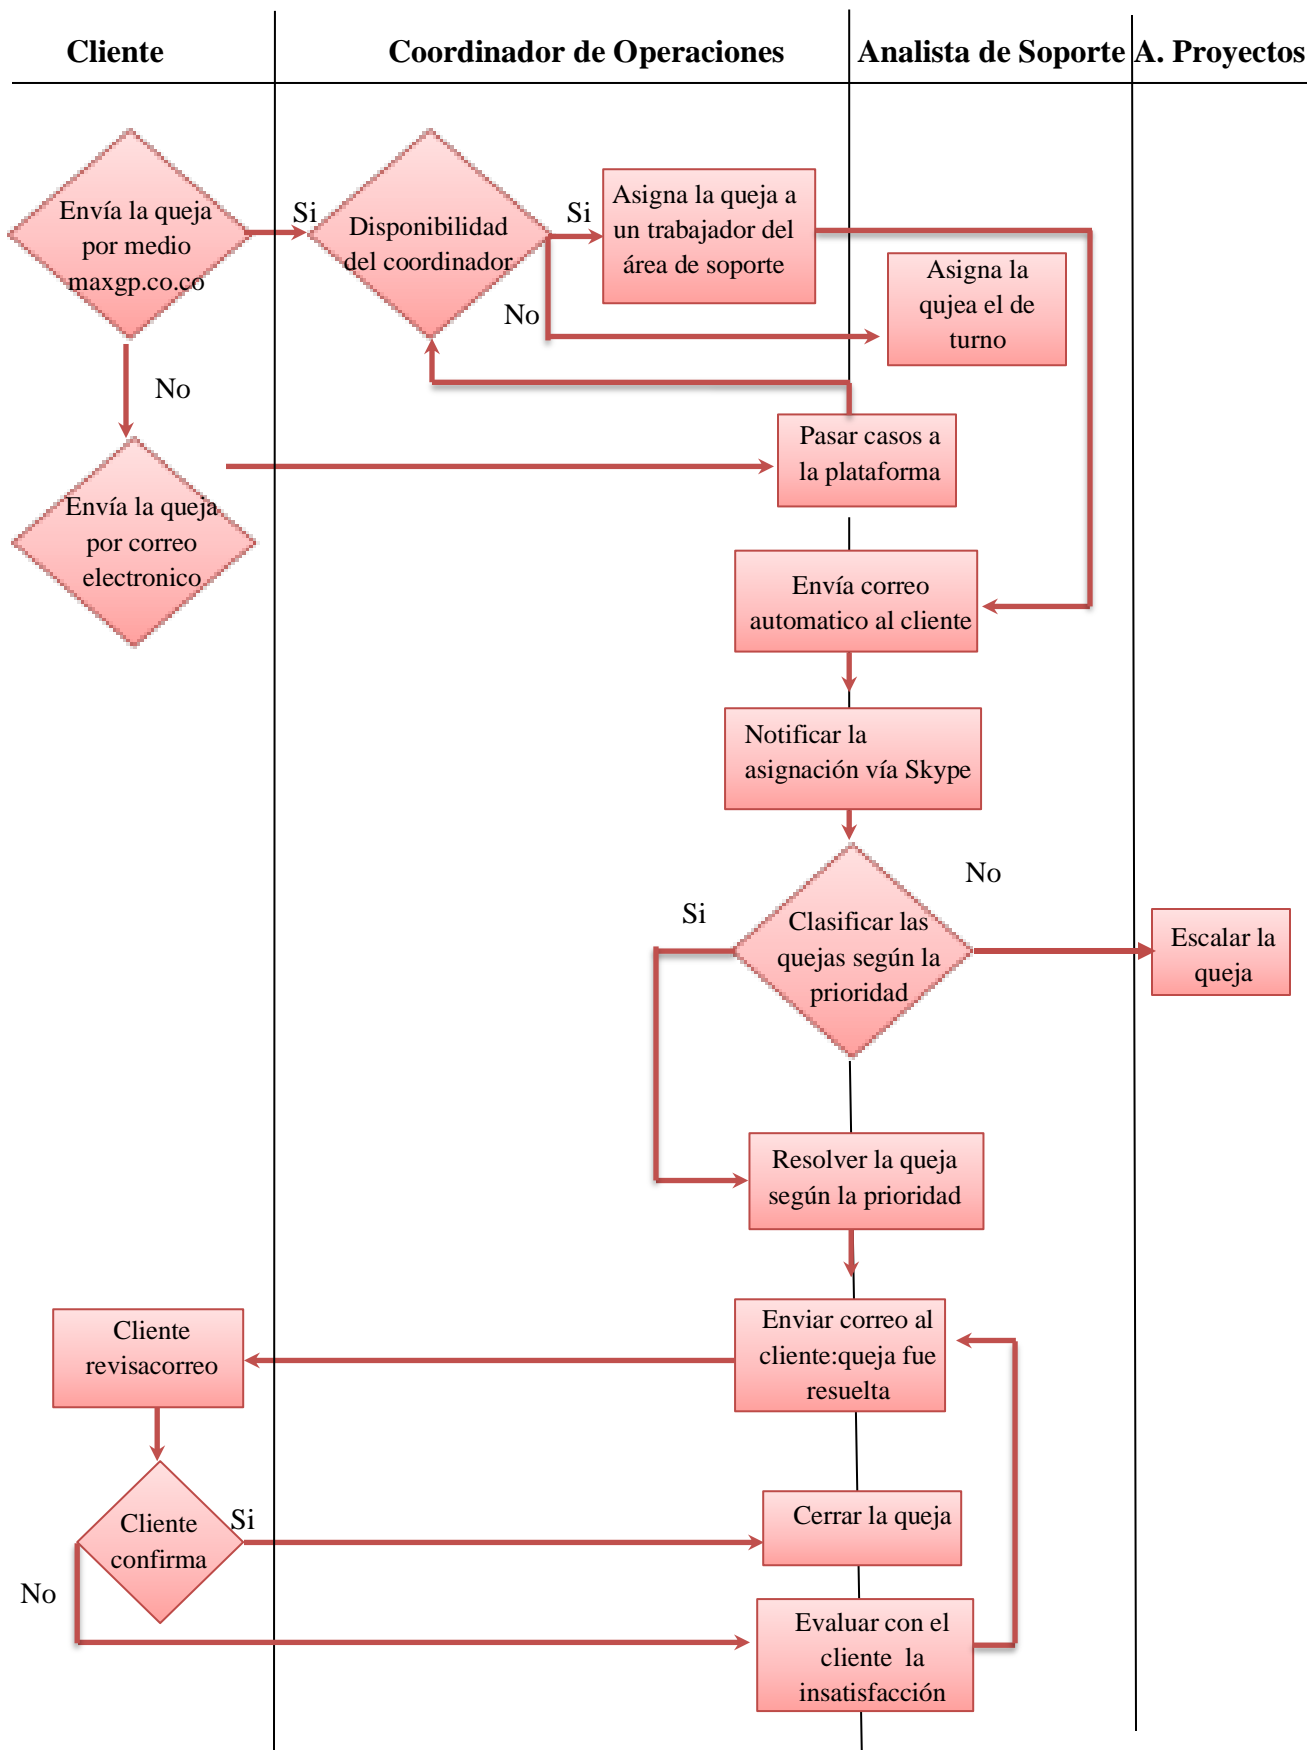 Cliente
Coordinador de Operaciones
Analista de Soporte
A. Proyectos
Envía la queja
por medio
maxgp.co.co
Si
Disponibilidad
del coordinador
Si
Asigna la queja a
un trabajador del
área de soporte
No
Asigna la
qujea el de
turno
No
Pasar casos a
la plataforma
Envía la queja
por correo
electronico
Envía correo
automatico al cliente
Notificar la
asignación vía Skype
No
Si
Clasificar las
quejas según la
prioridad
Escalar la
queja
Resolver la queja
según la prioridad
Enviar correo al
cliente:queja fue
resuelta
Cliente
revisacorreo
Cliente
confirma
Si
Cerrar la queja
No
Evaluar con el
cliente la
insatisfacción